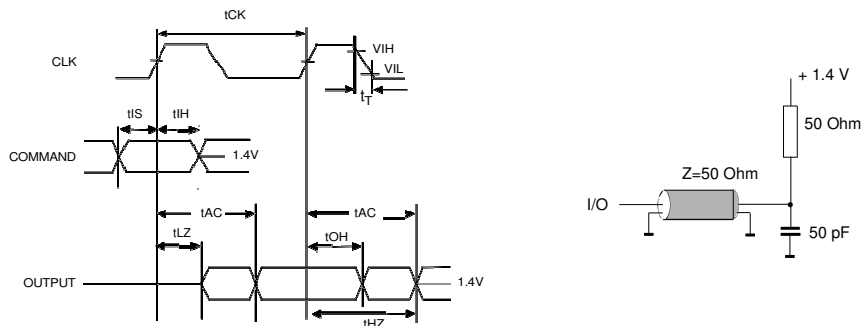 tCK
CLK
VIH
VIL
tT
tIS
tIH
COMMAND
1.4V
tAC
tAC
tLZ
tOH
OUTPUT
1.4V
tHZ
+ 1.4 V
50 Ohm
Z=50 Ohm
I/O
50 pF